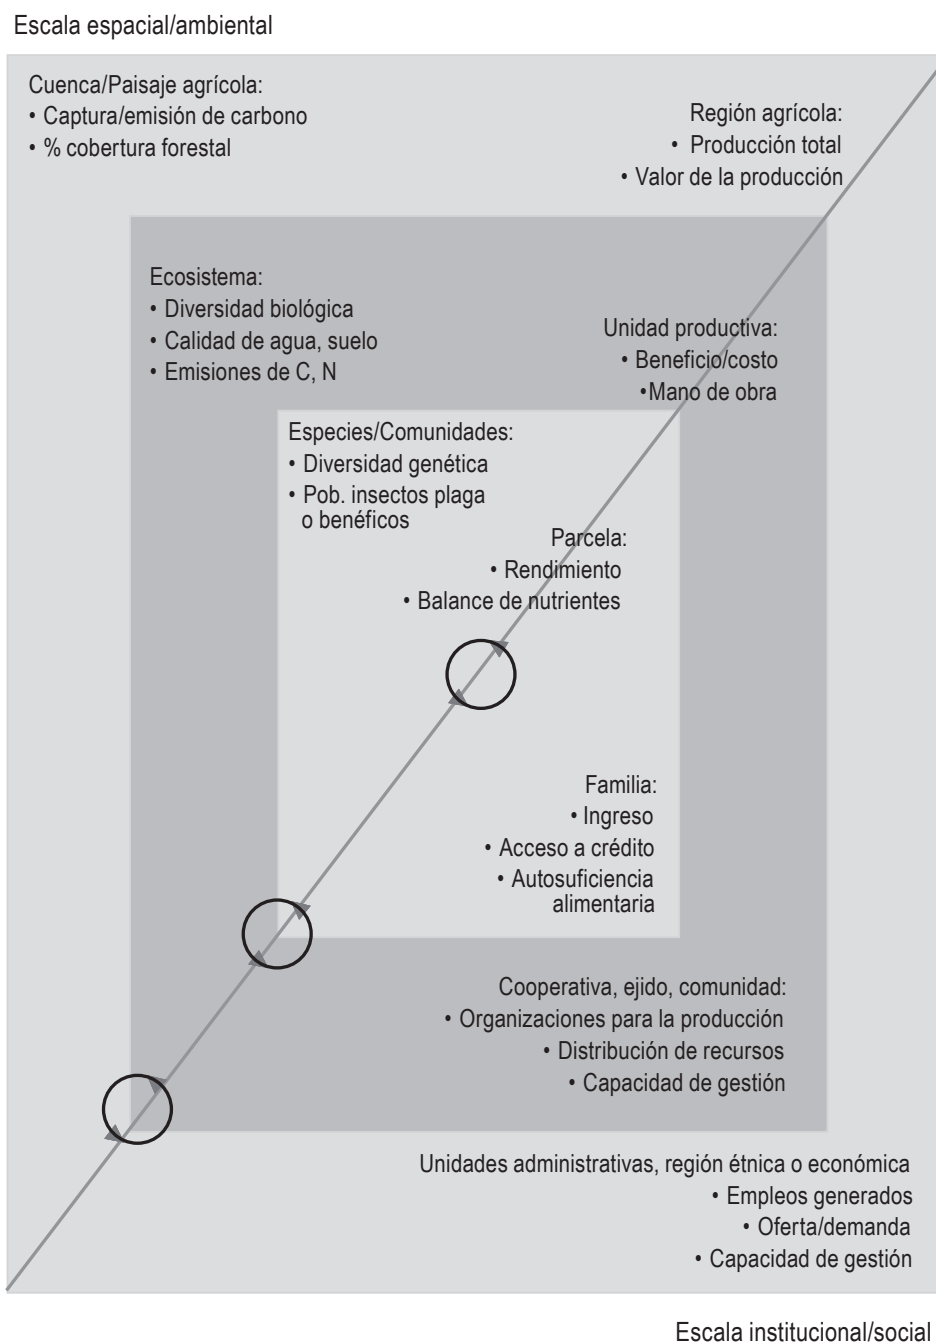 Escala espacial/ambiental
Cuenca/Paisaje agrícola:
• Captura/emisión de carbono
• % cobertura forestal
Región agrícola:
• Producción total
• Valor de la producción
Ecosistema:
• Diversidad biológica
• Calidad de agua, suelo
• Emisiones de C, N
Unidad productiva:
• Beneficio/costo
•Mano de obra
Especies/Comunidades:
• Diversidad genética
• Pob. insectos plaga
o benéficos
Parcela:
• Rendimiento
• Balance de nutrientes
Familia:
• Ingreso
• Acceso a crédito
• Autosuficiencia
alimentaria
Cooperativa, ejido, comunidad:
• Organizaciones para la producción
• Distribución de recursos
• Capacidad de gestión
Unidades administrativas, región étnica o económica
• Empleos generados
• Oferta/demanda
• Capacidad de gestión
Escala institucional/social